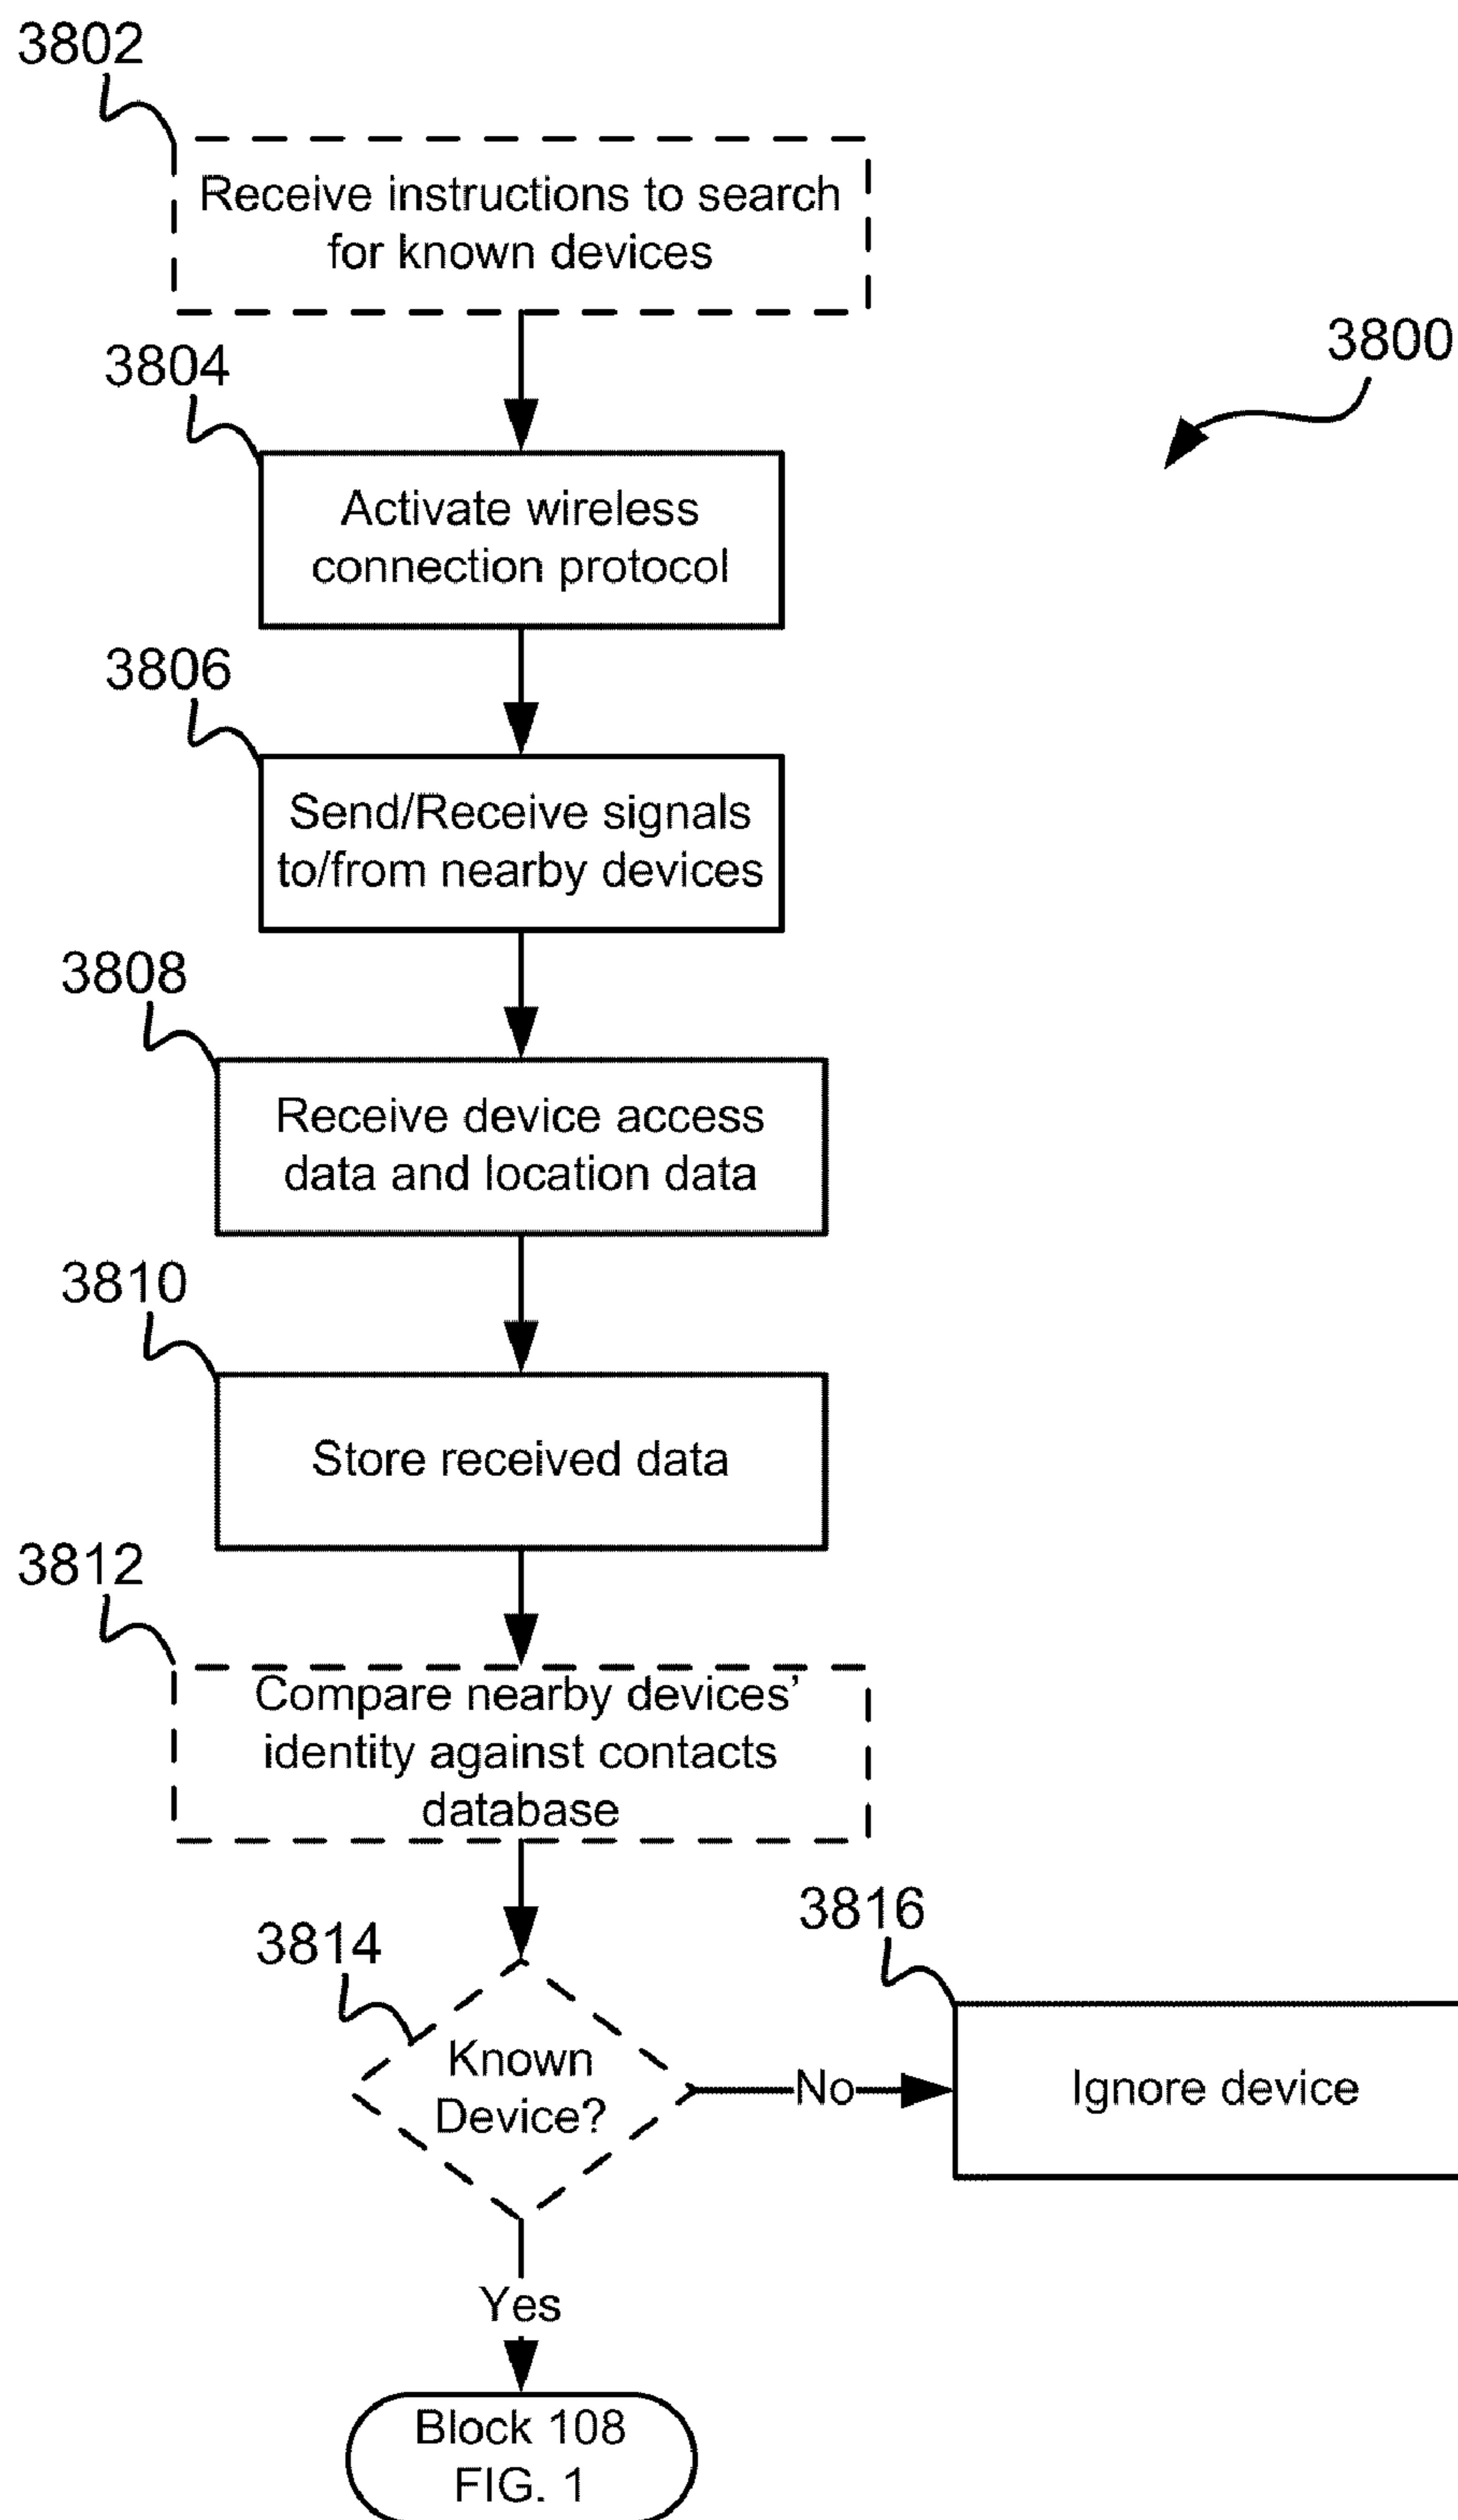 3802
Receive instructions to search
for known devices
3800
3804
Activate wireless
connection protocol
3806
Send/Receive signals
to/from nearby devices
3808
Receive device access
data and location data
3810
Store received data
3812
Compare nearby devices’
identity against contacts
database
3814
Known
Device?
3816
No
Ignore device
Yes
Block 108
FIG. 1